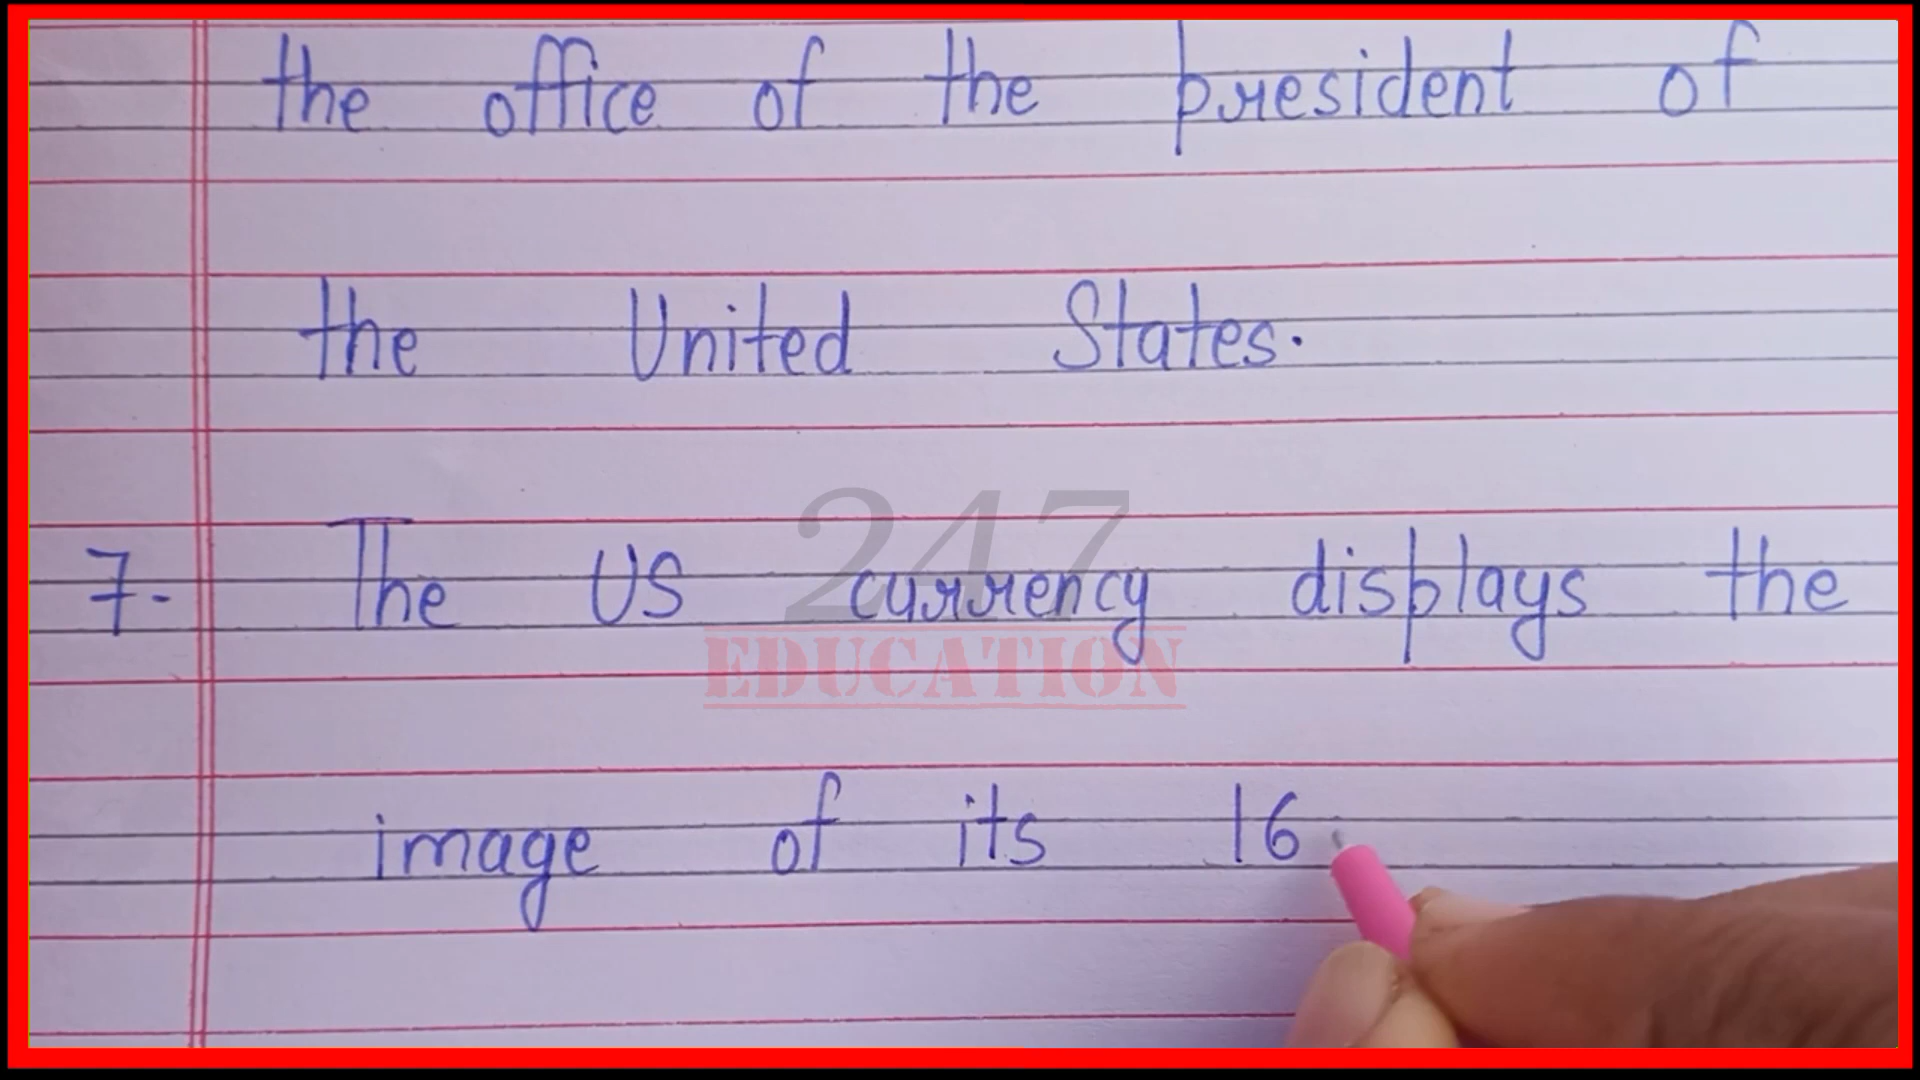 the office of the president of
the United States.
247
7. The US currency displays the
EDUCATION
image of its 16